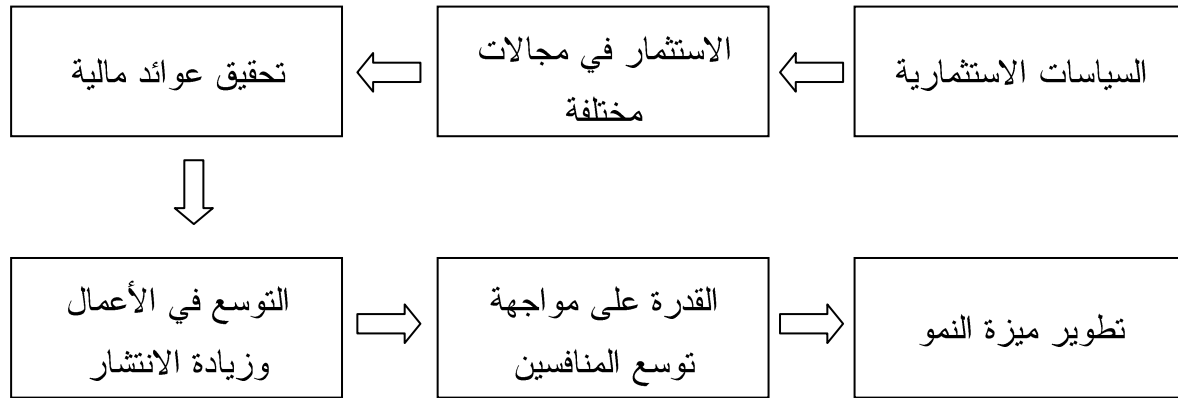 السياسات الاستثمارية
الاستثمار في مجالات
مختلفة
تحقيق عوائد مالية
التوسع في الأعمال
وزيادة الانتشار
القدرة على مواجهة
توسع المنافسين
تطوير ميزة النمو